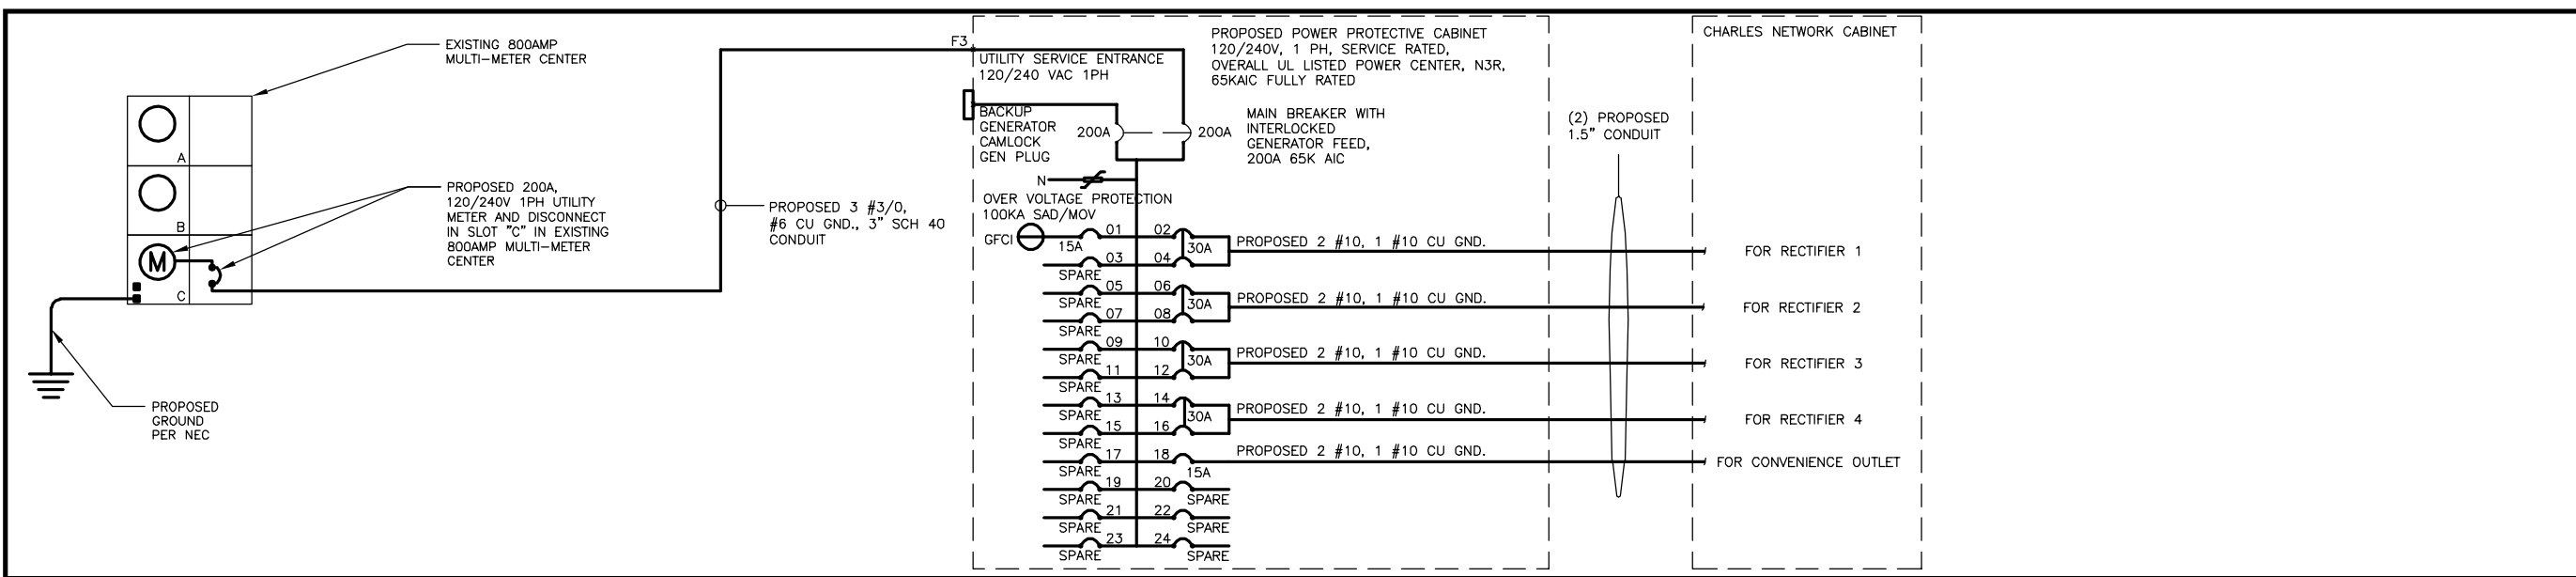 EXISTING 800AMP
MULTI-METER CENTER
A
B
M
C
PROPOSED 200A,
120/240V 1PH UTILITY
METER AND DISCONNECT
IN SLOT "C" IN EXISTING
800AMP MULTI-METER
CENTER
PROPOSED
GROUND
PER NEC
PROPOSED 3 #3/0,
#6 CU GND., 3" SCH 40
CONDUIT
F3
UTILITY SERVICE ENTRANCE
120/240 VAC 1PH
BACKUP
GENERATOR
CAMLOCK
GEN PLUG
200A
200A
PROPOSED POWER PROTECTIVE CABINET
120/240V, 1 PH, SERVICE RATED,
OVERALL UL LISTED POWER CENTER, N3R,
65KAIC FULLY RATED
MAIN BREAKER WITH
INTERLOCKED
GENERATOR FEED,
200A 65K AIC
N
OVER VOLTAGE PROTECTION
100KA SAD/MOV
GFCI 15A 01 02 30A PROPOSED 2 #10, 1 #10 CU GND. FOR RECTIFIER 1
SPARE 03 04
SPARE 05 06 30A PROPOSED 2 #10, 1 #10 CU GND. FOR RECTIFIER 2
SPARE 07 08
SPARE 09 10 30A PROPOSED 2 #10, 1 #10 CU GND. FOR RECTIFIER 3
SPARE 11 12
SPARE 13 14 30A PROPOSED 2 #10, 1 #10 CU GND. FOR RECTIFIER 4
SPARE 15 16
SPARE 17 18 15A PROPOSED 2 #10, 1 #10 CU GND. FOR CONVENIENCE OUTLET
SPARE 19 20 SPARE
SPARE 21 22 SPARE
SPARE 23 24 SPARE
(2) PROPOSED
1.5" CONDUIT
CHARLES NETWORK CABINET